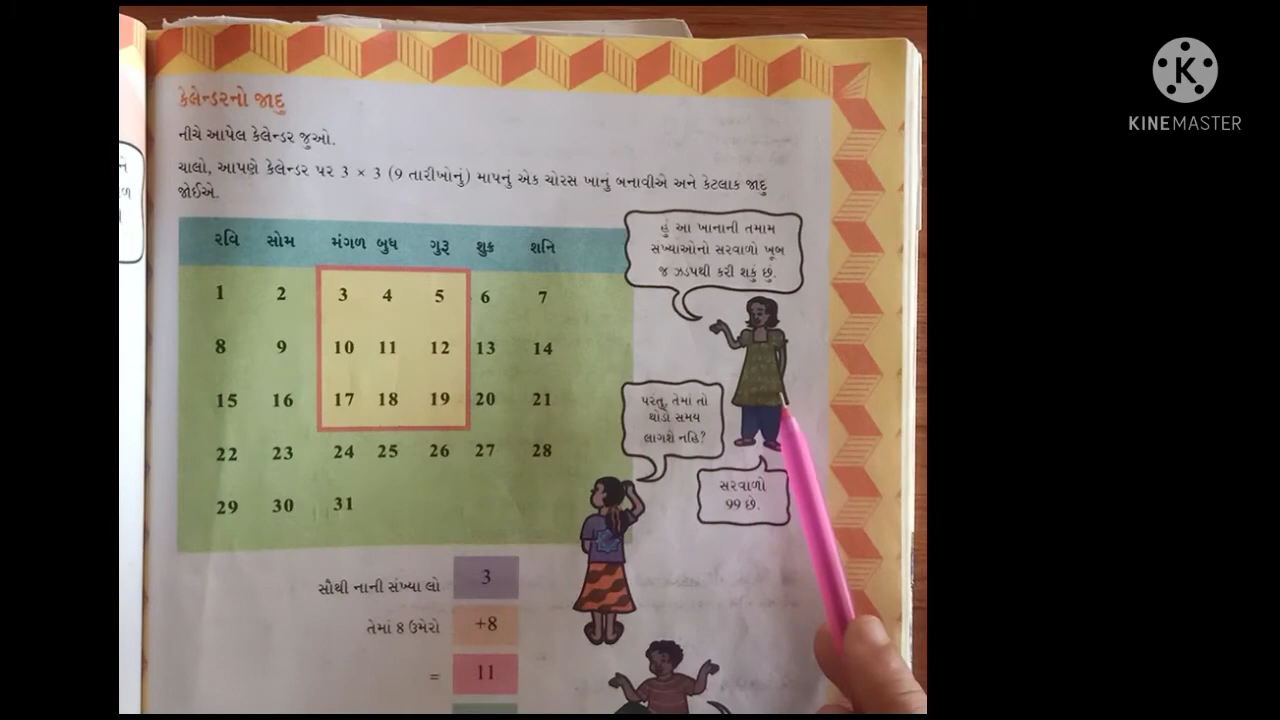 કેલેન્ડરનો જાદુ
નીચે આપેલ કેલેન્ડર જુઓ.
ચાલો, આપણે કેલેન્ડર પર 3 × 3 (9 તારીખોનું) માપનું એક ચોરસ ખાનું બનાવીએ અને કેટલાક જાદુ
જોઈએ.
રવિ સોમ મંગળ બુધ ગુરૂ શુક્ર શનિ
1 2 3 4 5 6 7
8 9 10 11 12 13 14
15 16 17 18 19 20 21
22 23 24 25 26 27 28
29 30 31
હું આ ખાનાની તમામ
સંખ્યાઓનો સરવાળો ખૂબ
જ ઝડપથી કરી શકું છું.
પરંતુ, તેમાં તો
થોડો સમય
લાગશે નહિ?
સરવાળો
99 છે.
સૌથી નાની સંખ્યા લો 3
તેમાં 8 ઉમેરો +8
= 11
KINEMASTER